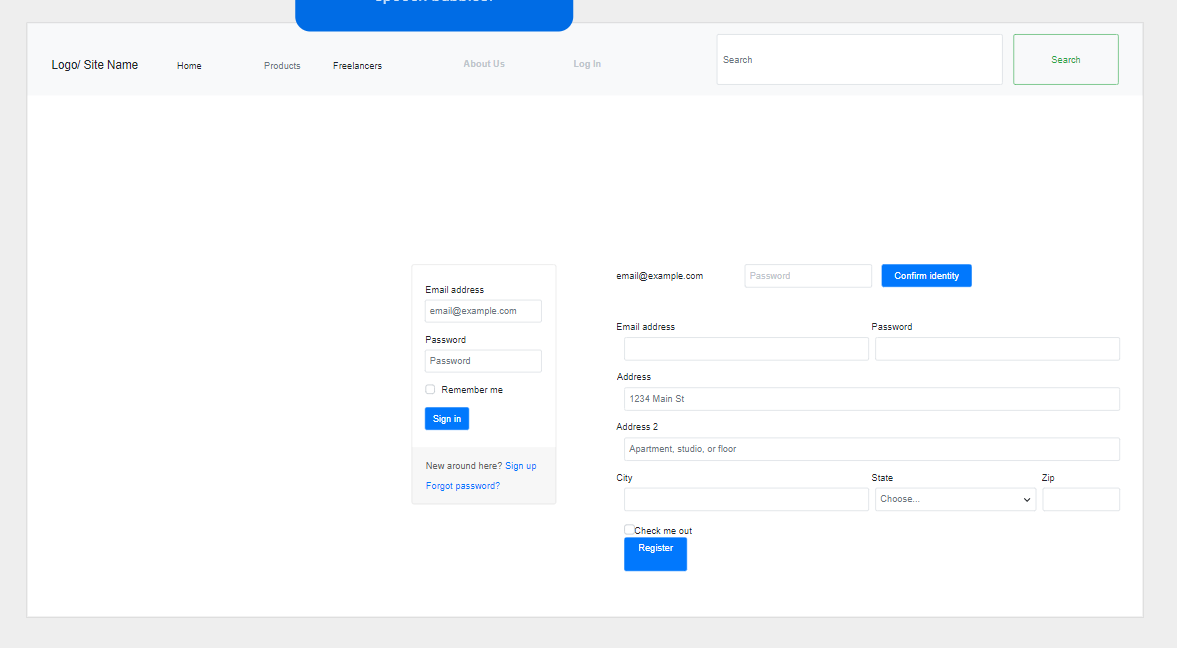 speech bubbles.
Logo/ Site Name Home Products Freelancers About Us Log In Search Search
Email address
email@example.com
Password
Password
Remember me
Sign in
New around here? Sign up
Forgot password?
email@example.com Password Confirm identity
Email address Password
Address
1234 Main St
Address 2
Apartment, studio, or floor
City State Zip
Choose...
Check me out
Register